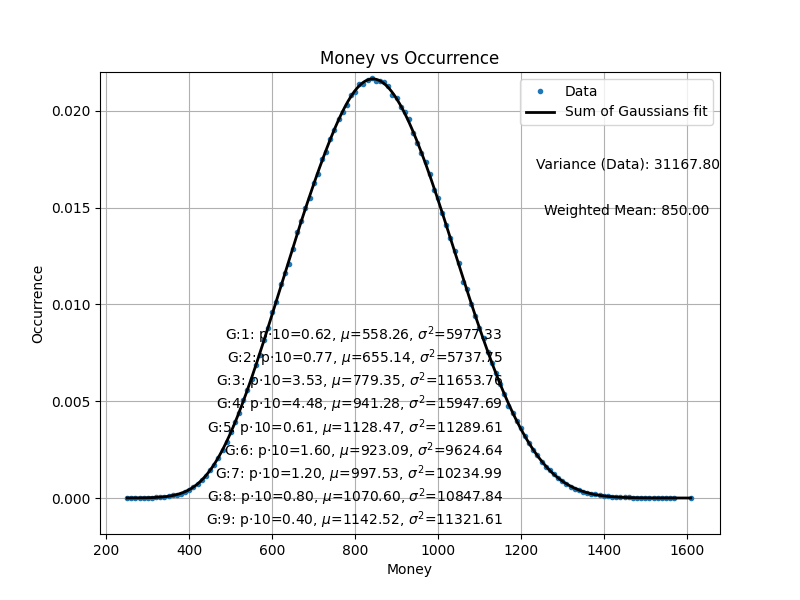 Money vs Occurrence
Data
Sum of Gaussians fit
Variance (Data): 31167.80
Weighted Mean: 850.00
0.020
0.015
0.010
0.005
0.000
Occurrence
G:1: p·10=0.62, μ=558.26, σ²=5977.33
G:2: p·10=0.77, μ=655.14, σ²=5737.75
G:3: p·10=3.53, μ=779.35, σ²=11653.76
G:4: p·10=4.48, μ=941.28, σ²=15947.69
G:5: p·10=0.61, μ=1128.47, σ²=11289.61
G:6: p·10=1.60, μ=923.09, σ²=9624.64
G:7: p·10=1.20, μ=997.53, σ²=10234.99
G:8: p·10=0.80, μ=1070.60, σ²=10847.84
G:9: p·10=0.40, μ=1142.52, σ²=11321.61
200 400 600 800 1000 1200 1400 1600
Money